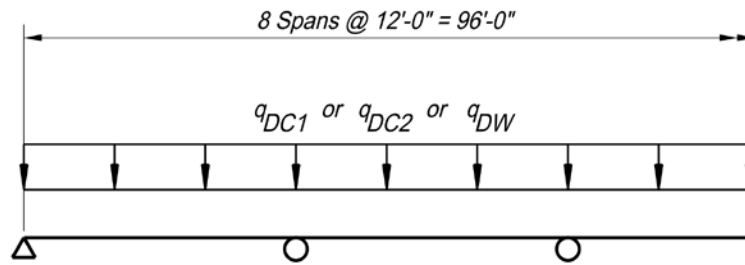 8 Spans @ 12'-0" = 96'-0"
qDC1 or qDC2 or qDW